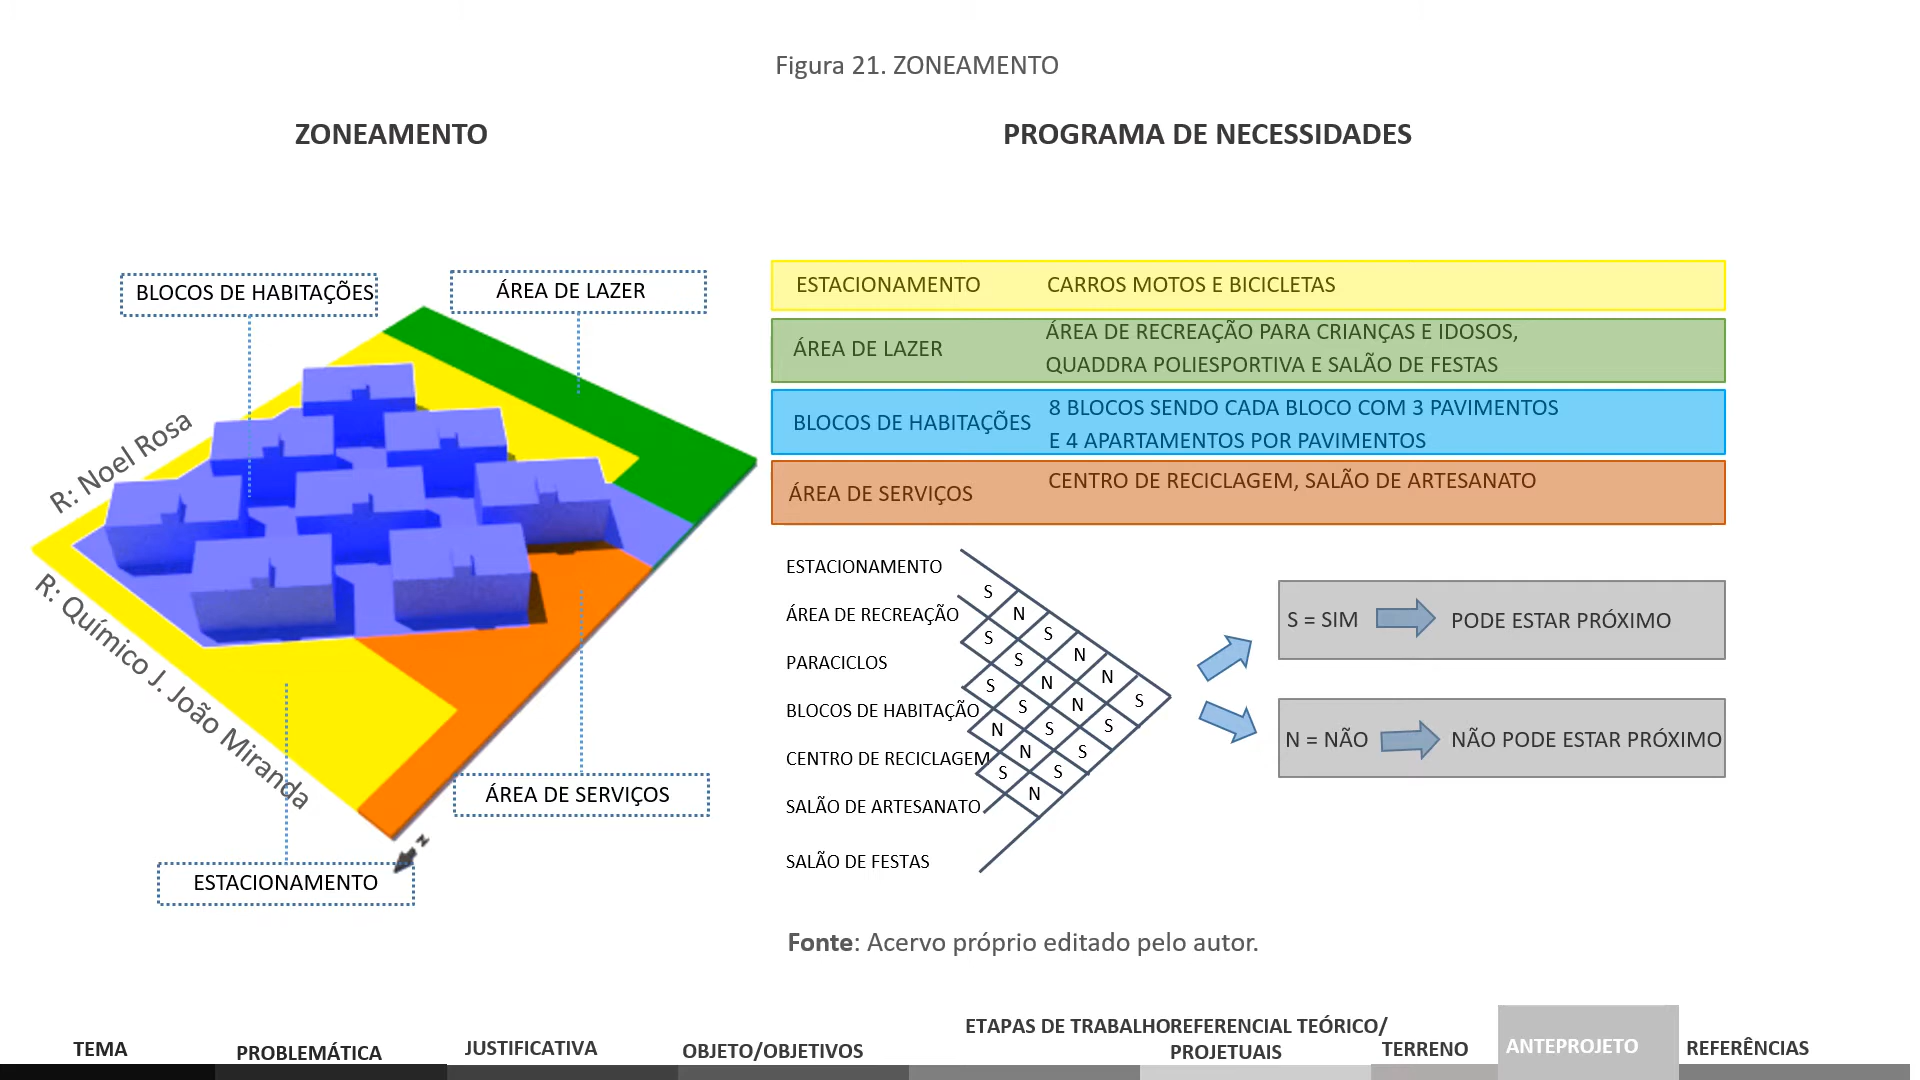 Figura 21. ZONEAMENTO
ZONEAMENTO
PROGRAMA DE NECESSIDADES
BLOCOS DE HABITAÇÕES
ÁREA DE LAZER
R: Noel Rosa
R: Químico J. João Miranda
ÁREA DE SERVIÇOS
ESTACIONAMENTO
N
ESTACIONAMENTO CARROS MOTOS E BICICLETAS
ÁREA DE LAZER
ÁREA DE RECREAÇÃO PARA CRIANÇAS E IDOSOS,
QUADDRA POLIESPORTIVA E SALÃO DE FESTAS
BLOCOS DE HABITAÇÕES
8 BLOCOS SENDO CADA BLOCO COM 3 PAVIMENTOS
E 4 APARTAMENTOS POR PAVIMENTOS
ÁREA DE SERVIÇOS
CENTRO DE RECICLAGEM, SALÃO DE ARTESANATO
ESTACIONAMENTO
ÁREA DE RECREAÇÃO
PARACICLOS
BLOCOS DE HABITAÇÃO
CENTRO DE RECICLAGEM
SALÃO DE ARTESANATO
SALÃO DE FESTAS
S
N
S S
S N
S N N
S N S
N S S
N S
S S
N
S = SIM PODE ESTAR PRÓXIMO
N = NÃO NÃO PODE ESTAR PRÓXIMO
Fonte: Acervo próprio editado pelo autor.
TEMA
PROBLEMÁTICA
JUSTIFICATIVA
OBJETO/OBJETIVOS
ETAPAS DE TRABALHO
REFERENCIAL TEÓRICO/
PROJETUAIS
TERRENO
ANTEPROJETO
REFERÊNCIAS